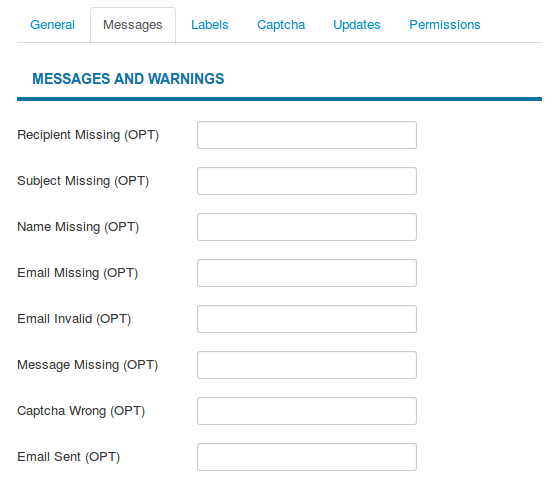 General Messages Labels Captcha Updates Permissions
MESSAGES AND WARNINGS
Recipient Missing (OPT)
Subject Missing (OPT)
Name Missing (OPT)
Email Missing (OPT)
Email Invalid (OPT)
Message Missing (OPT)
Captcha Wrong (OPT)
Email Sent (OPT)